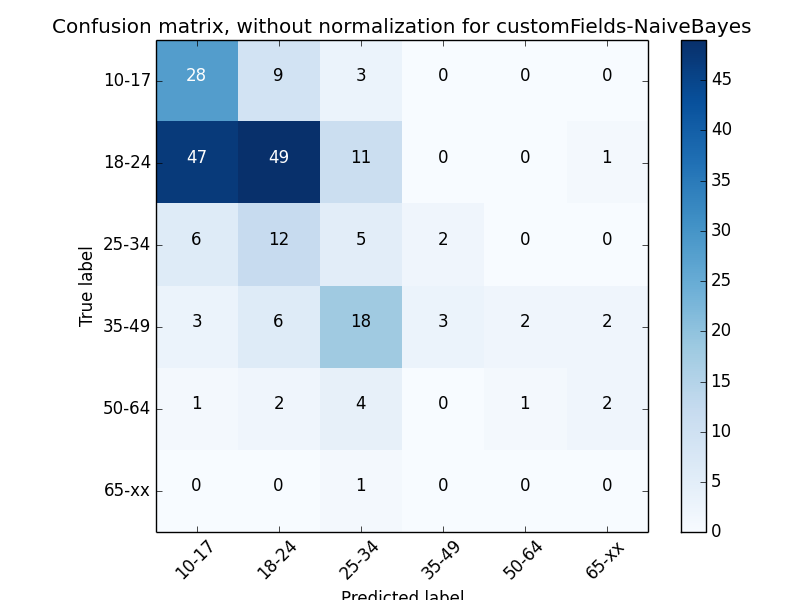 Confusion matrix, without normalization for customFields-NaiveBayes
10-17 28 9 3 0 0 0
18-24 47 49 11 0 0 1
25-34 6 12 5 2 0 0
35-49 3 6 18 3 2 2
50-64 1 2 4 0 1 2
65-xx 0 0 1 0 0 0
True label
10-17 18-24 25-34 35-49 50-64 65-xx
Predicted label
45
40
35
30
25
20
15
10
5
0